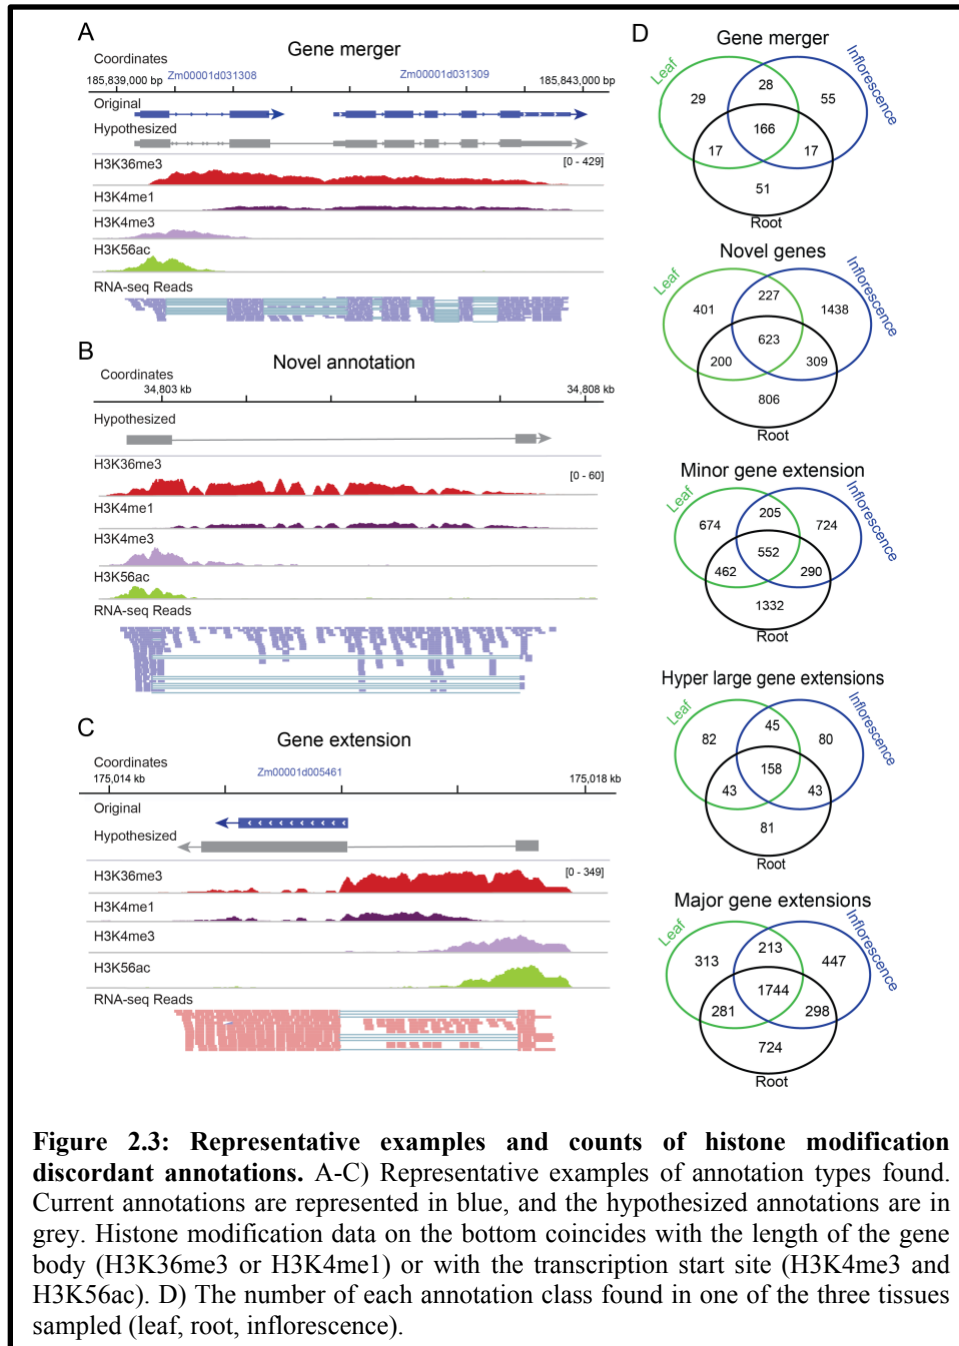 A
Gene merger
Coordinates
Zm00001d031308
Zm00001d031309
185,839,000 bp
185,843,000 bp
Original
Hypothesized
H3K36me3
[0 - 429]
H3K4me1
H3K4me3
H3K56ac
RNA-seq Reads
B
Novel annotation
Coordinates
34,803 kb
34,808 kb
Hypothesized
H3K36me3
[0 - 60]
H3K4me1
H3K4me3
H3K56ac
RNA-seq Reads
C
Gene extension
Coordinates
Zm00001d005461
175,014 kb
175,018 kb
Original
Hypothesized
H3K36me3
[0 - 349]
H3K4me1
H3K4me3
H3K56ac
RNA-seq Reads
D
Gene merger
Leaf
Inflorescence
29
28
55
166
17
17
51
Root
Novel genes
Leaf
Inflorescence
401
227
1438
623
200
309
806
Root
Minor gene extension
Leaf
Inflorescence
674
205
724
552
462
290
1332
Root
Hyper large gene extensions
Leaf
Inflorescence
82
45
80
158
43
43
81
Root
Major gene extensions
Leaf
Inflorescence
313
213
447
1744
281
298
724
Root
Figure 2.3: Representative examples and counts of histone modification
discordant annotations. A-C) Representative examples of annotation types found.
Current annotations are represented in blue, and the hypothesized annotations are in
grey. Histone modification data on the bottom coincides with the length of the gene
body (H3K36me3 or H3K4me1) or with the transcription start site (H3K4me3 and
H3K56ac). D) The number of each annotation class found in one of the three tissues
sampled (leaf, root, inflorescence).